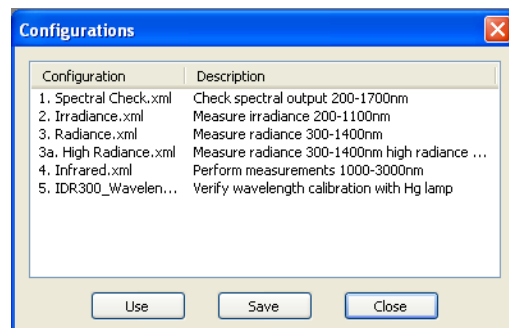 Configurations
Configuration Description
1. Spectral Check.xml Check spectral output 200-1700nm
2. Irradiance.xml Measure irradiance 200-1100nm
3. Radiance.xml Measure radiance 300-1400nm
3a. High Radiance.xml Measure radiance 300-1400nm high radiance ...
4. Infrared.xml Perform measurements 1000-3000nm
5. IDR300_Wavelen... Verify wavelength calibration with Hg lamp
Use Save Close